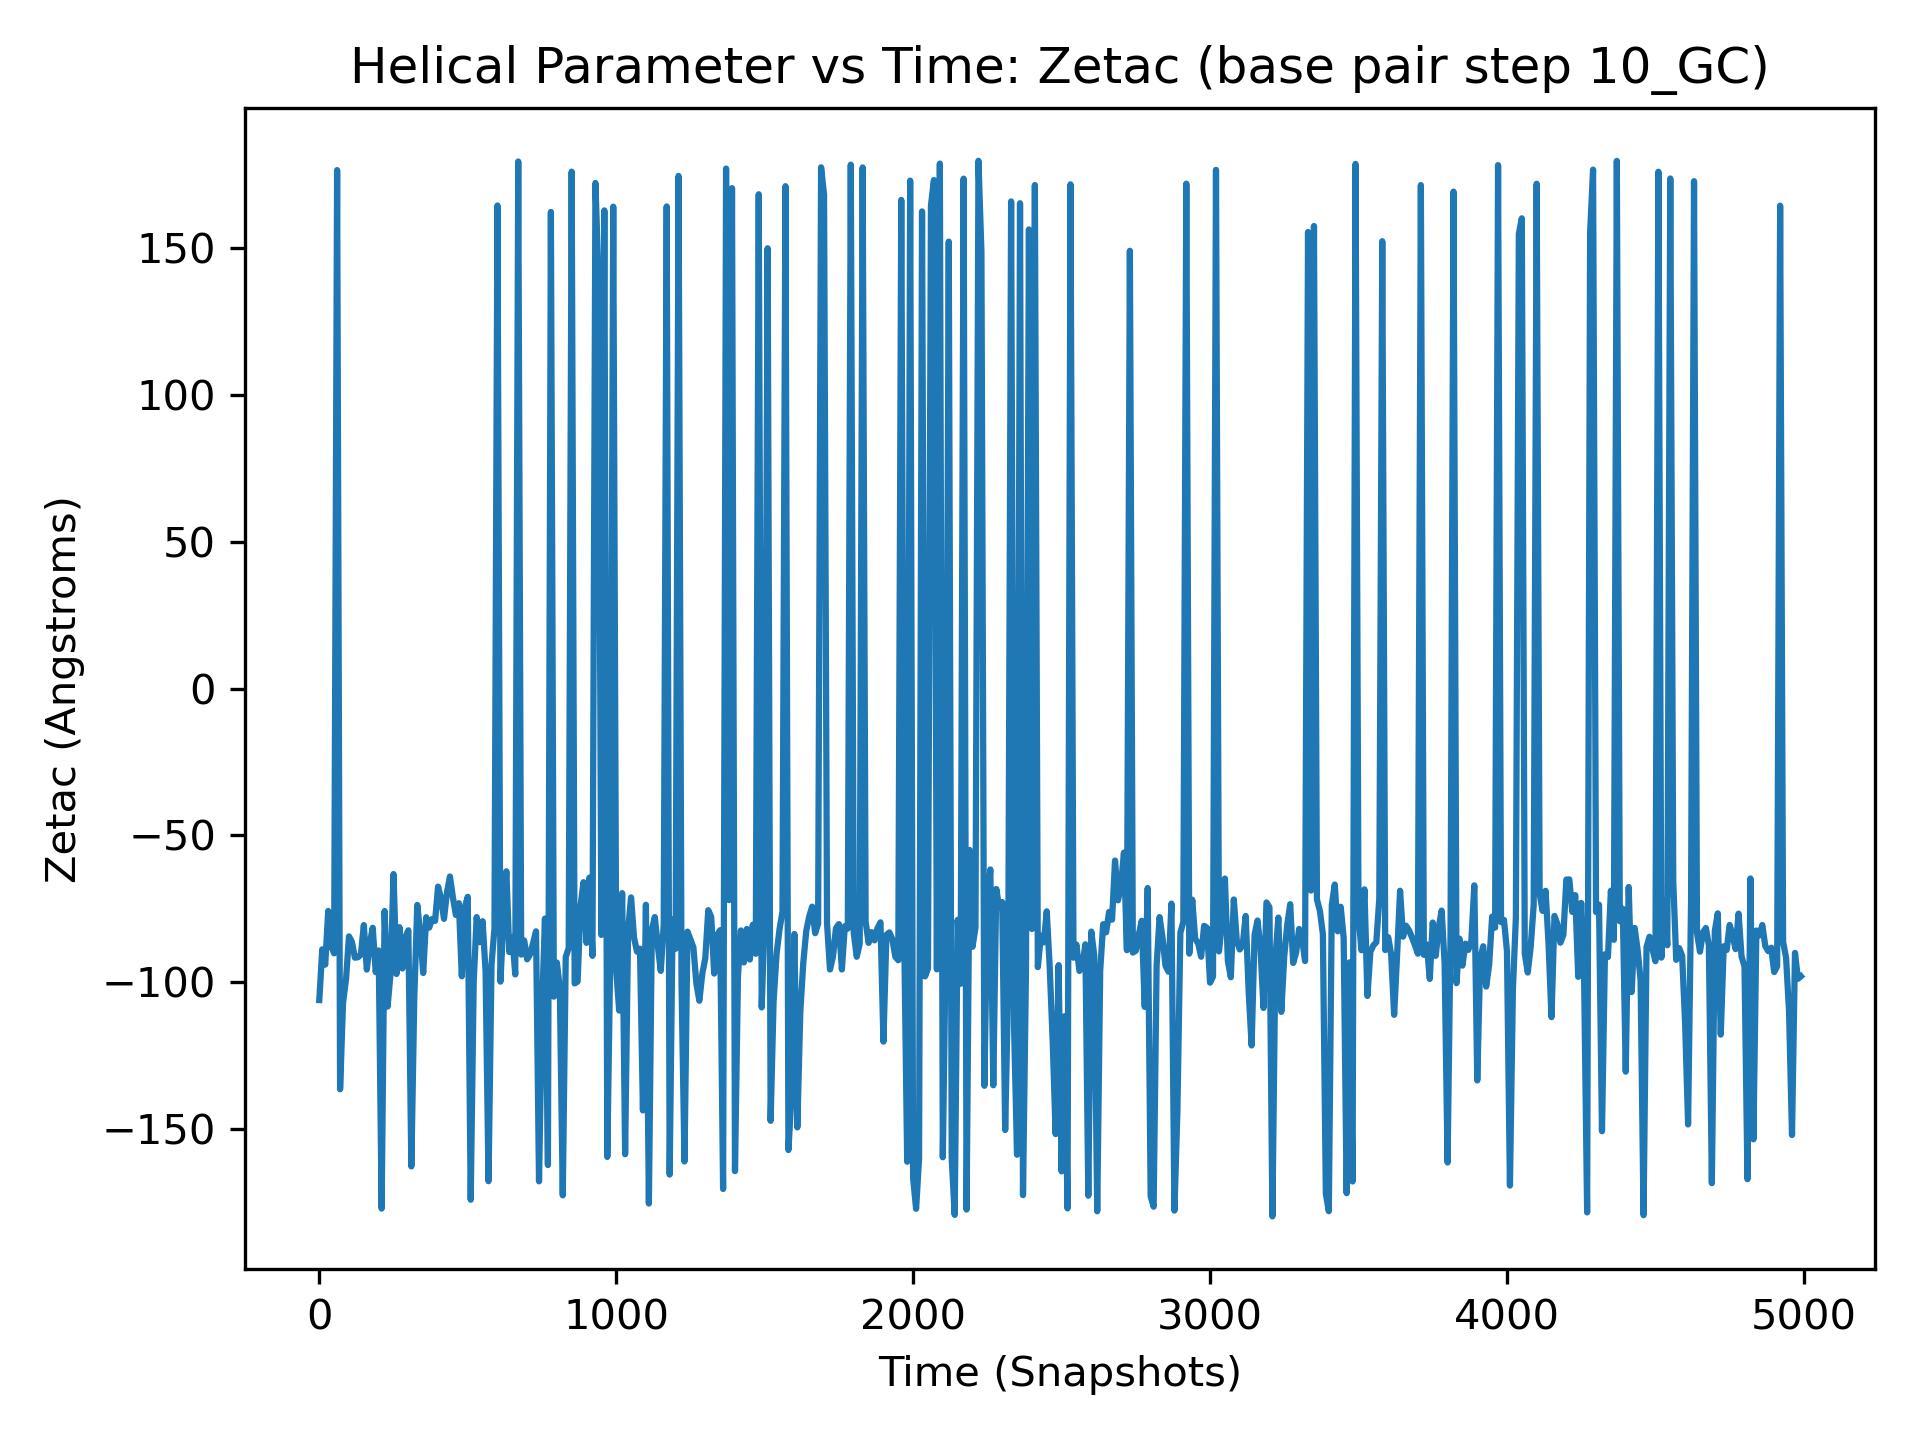 Helical Parameter vs Time: Zetac (base pair step 10_GC)
150
100
50
0
−50
−100
−150
Zetac (Angstroms)
0 1000 2000 3000 4000 5000
Time (Snapshots)